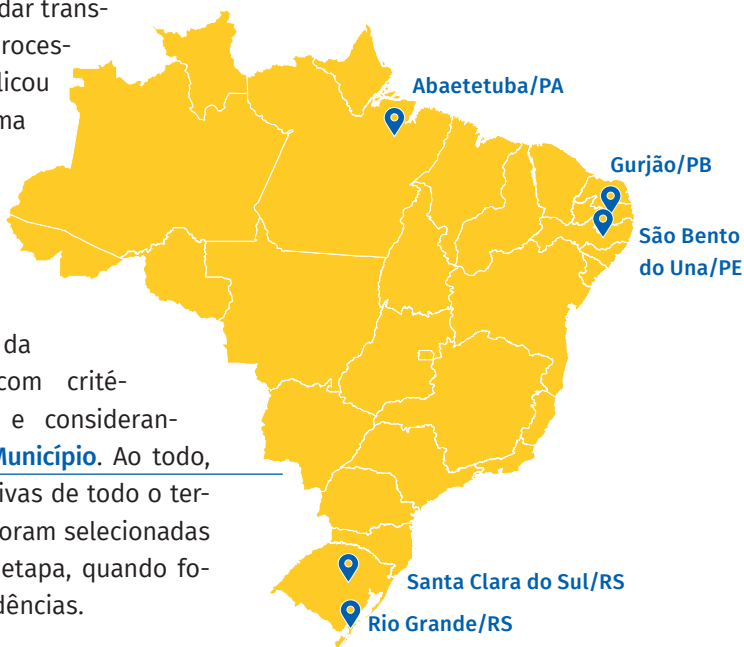 dar trans-
roces-
licou
ma
da
com crité-
e consideran-
Município. Ao todo,
ivas de todo o ter-
oram selecionadas
etapa, quando fo-
dências.
Abaetetuba/PA
Gurjão/PB
São Bento
do Una/PE
Santa Clara do Sul/RS
Rio Grande/RS